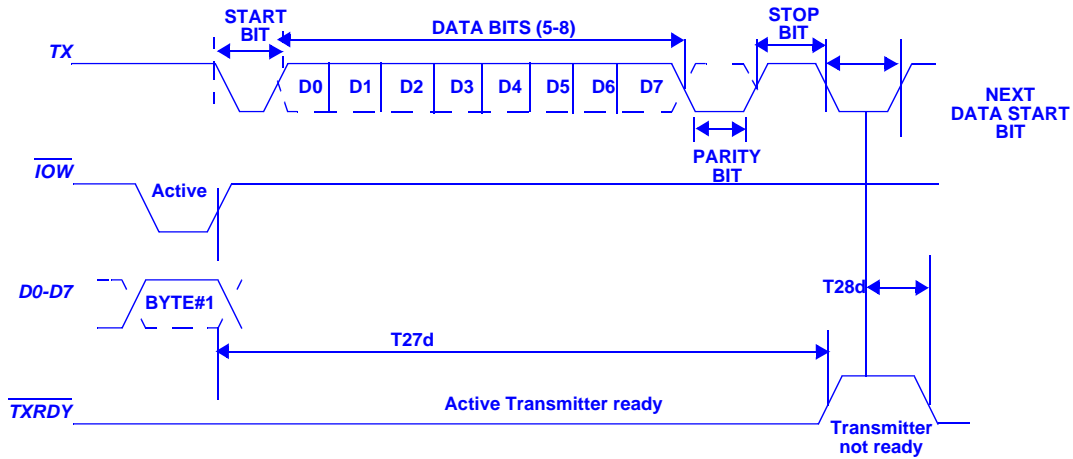 START
BIT
DATA BITS (5-8)
STOP
BIT
TX
D0 D1 D2 D3 D4 D5 D6 D7
NEXT
DATA START
BIT
PARITY
BIT
IOW
Active
D0-D7
BYTE#1
T28d
T27d
TXRDY
Active Transmitter ready
Transmitter
not ready